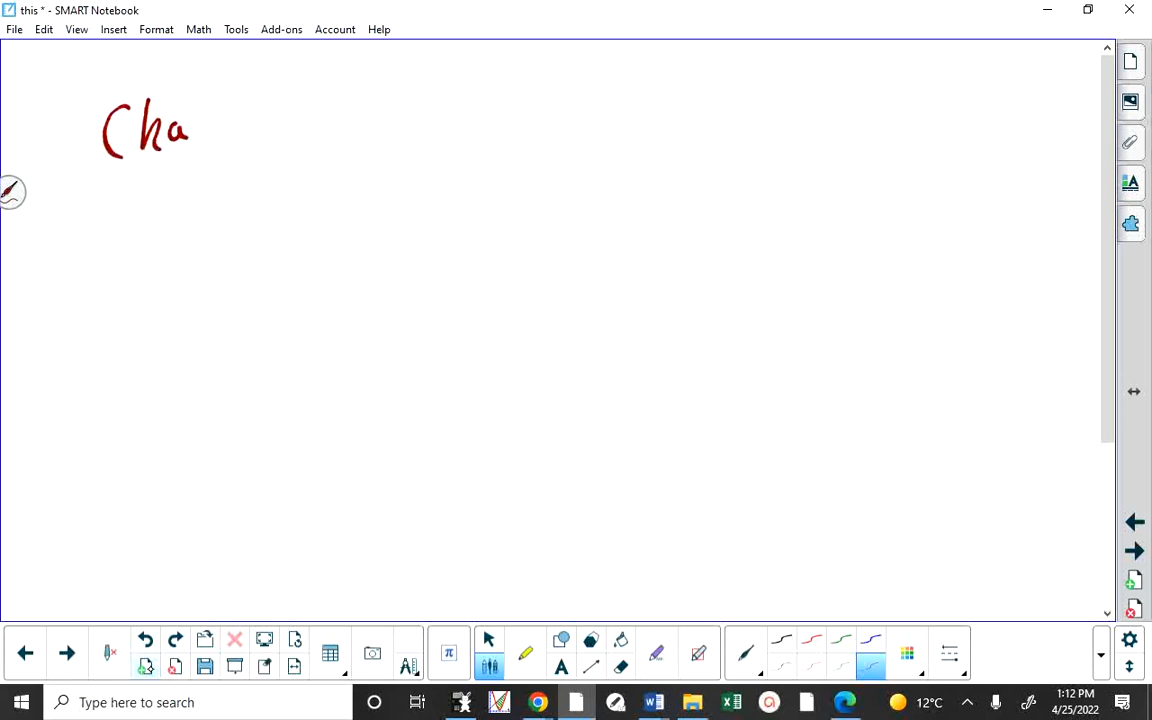 this * - SMART Notebook
File Edit View Insert Format Math Tools Add-ons Account Help
Cha
Type here to search
12°C
1:12 PM
4/25/2022